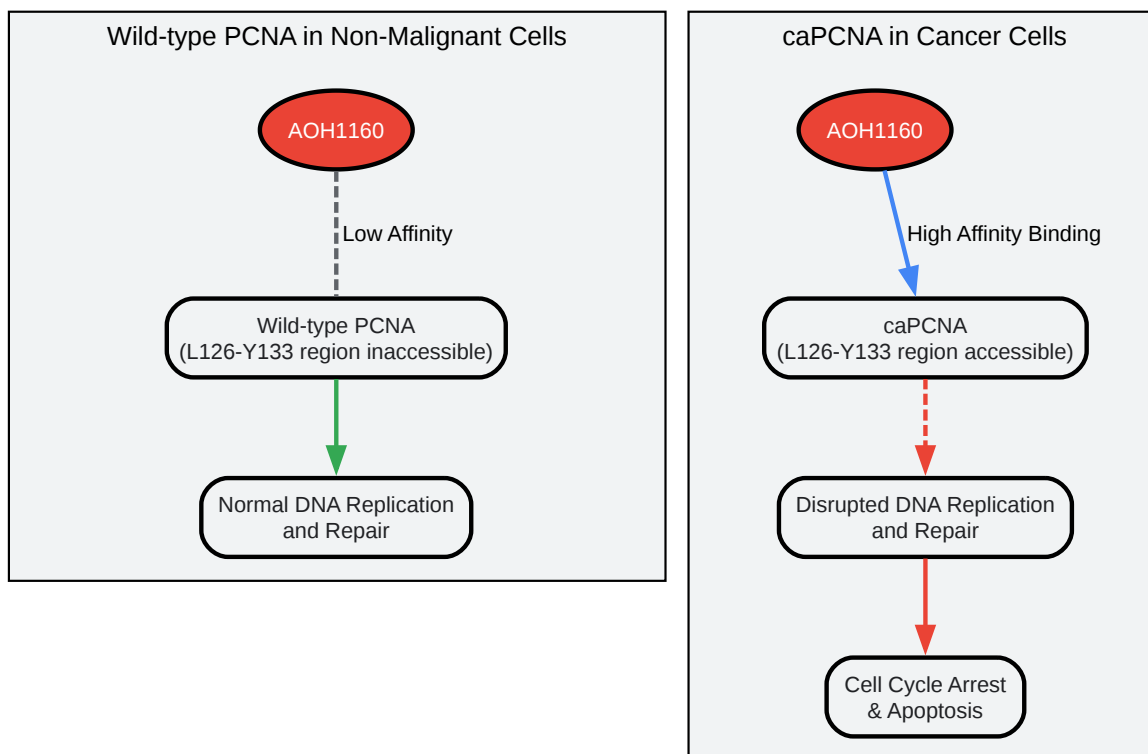 Wild-type PCNA in Non-Malignant Cells
AOH1160
Low Affinity
Wild-type PCNA
(L126-Y133 region inaccessible)
Normal DNA Replication
and Repair
caPCNA in Cancer Cells
AOH1160
High Affinity Binding
caPCNA
(L126-Y133 region accessible)
Disrupted DNA Replication
and Repair
Cell Cycle Arrest
& Apoptosis